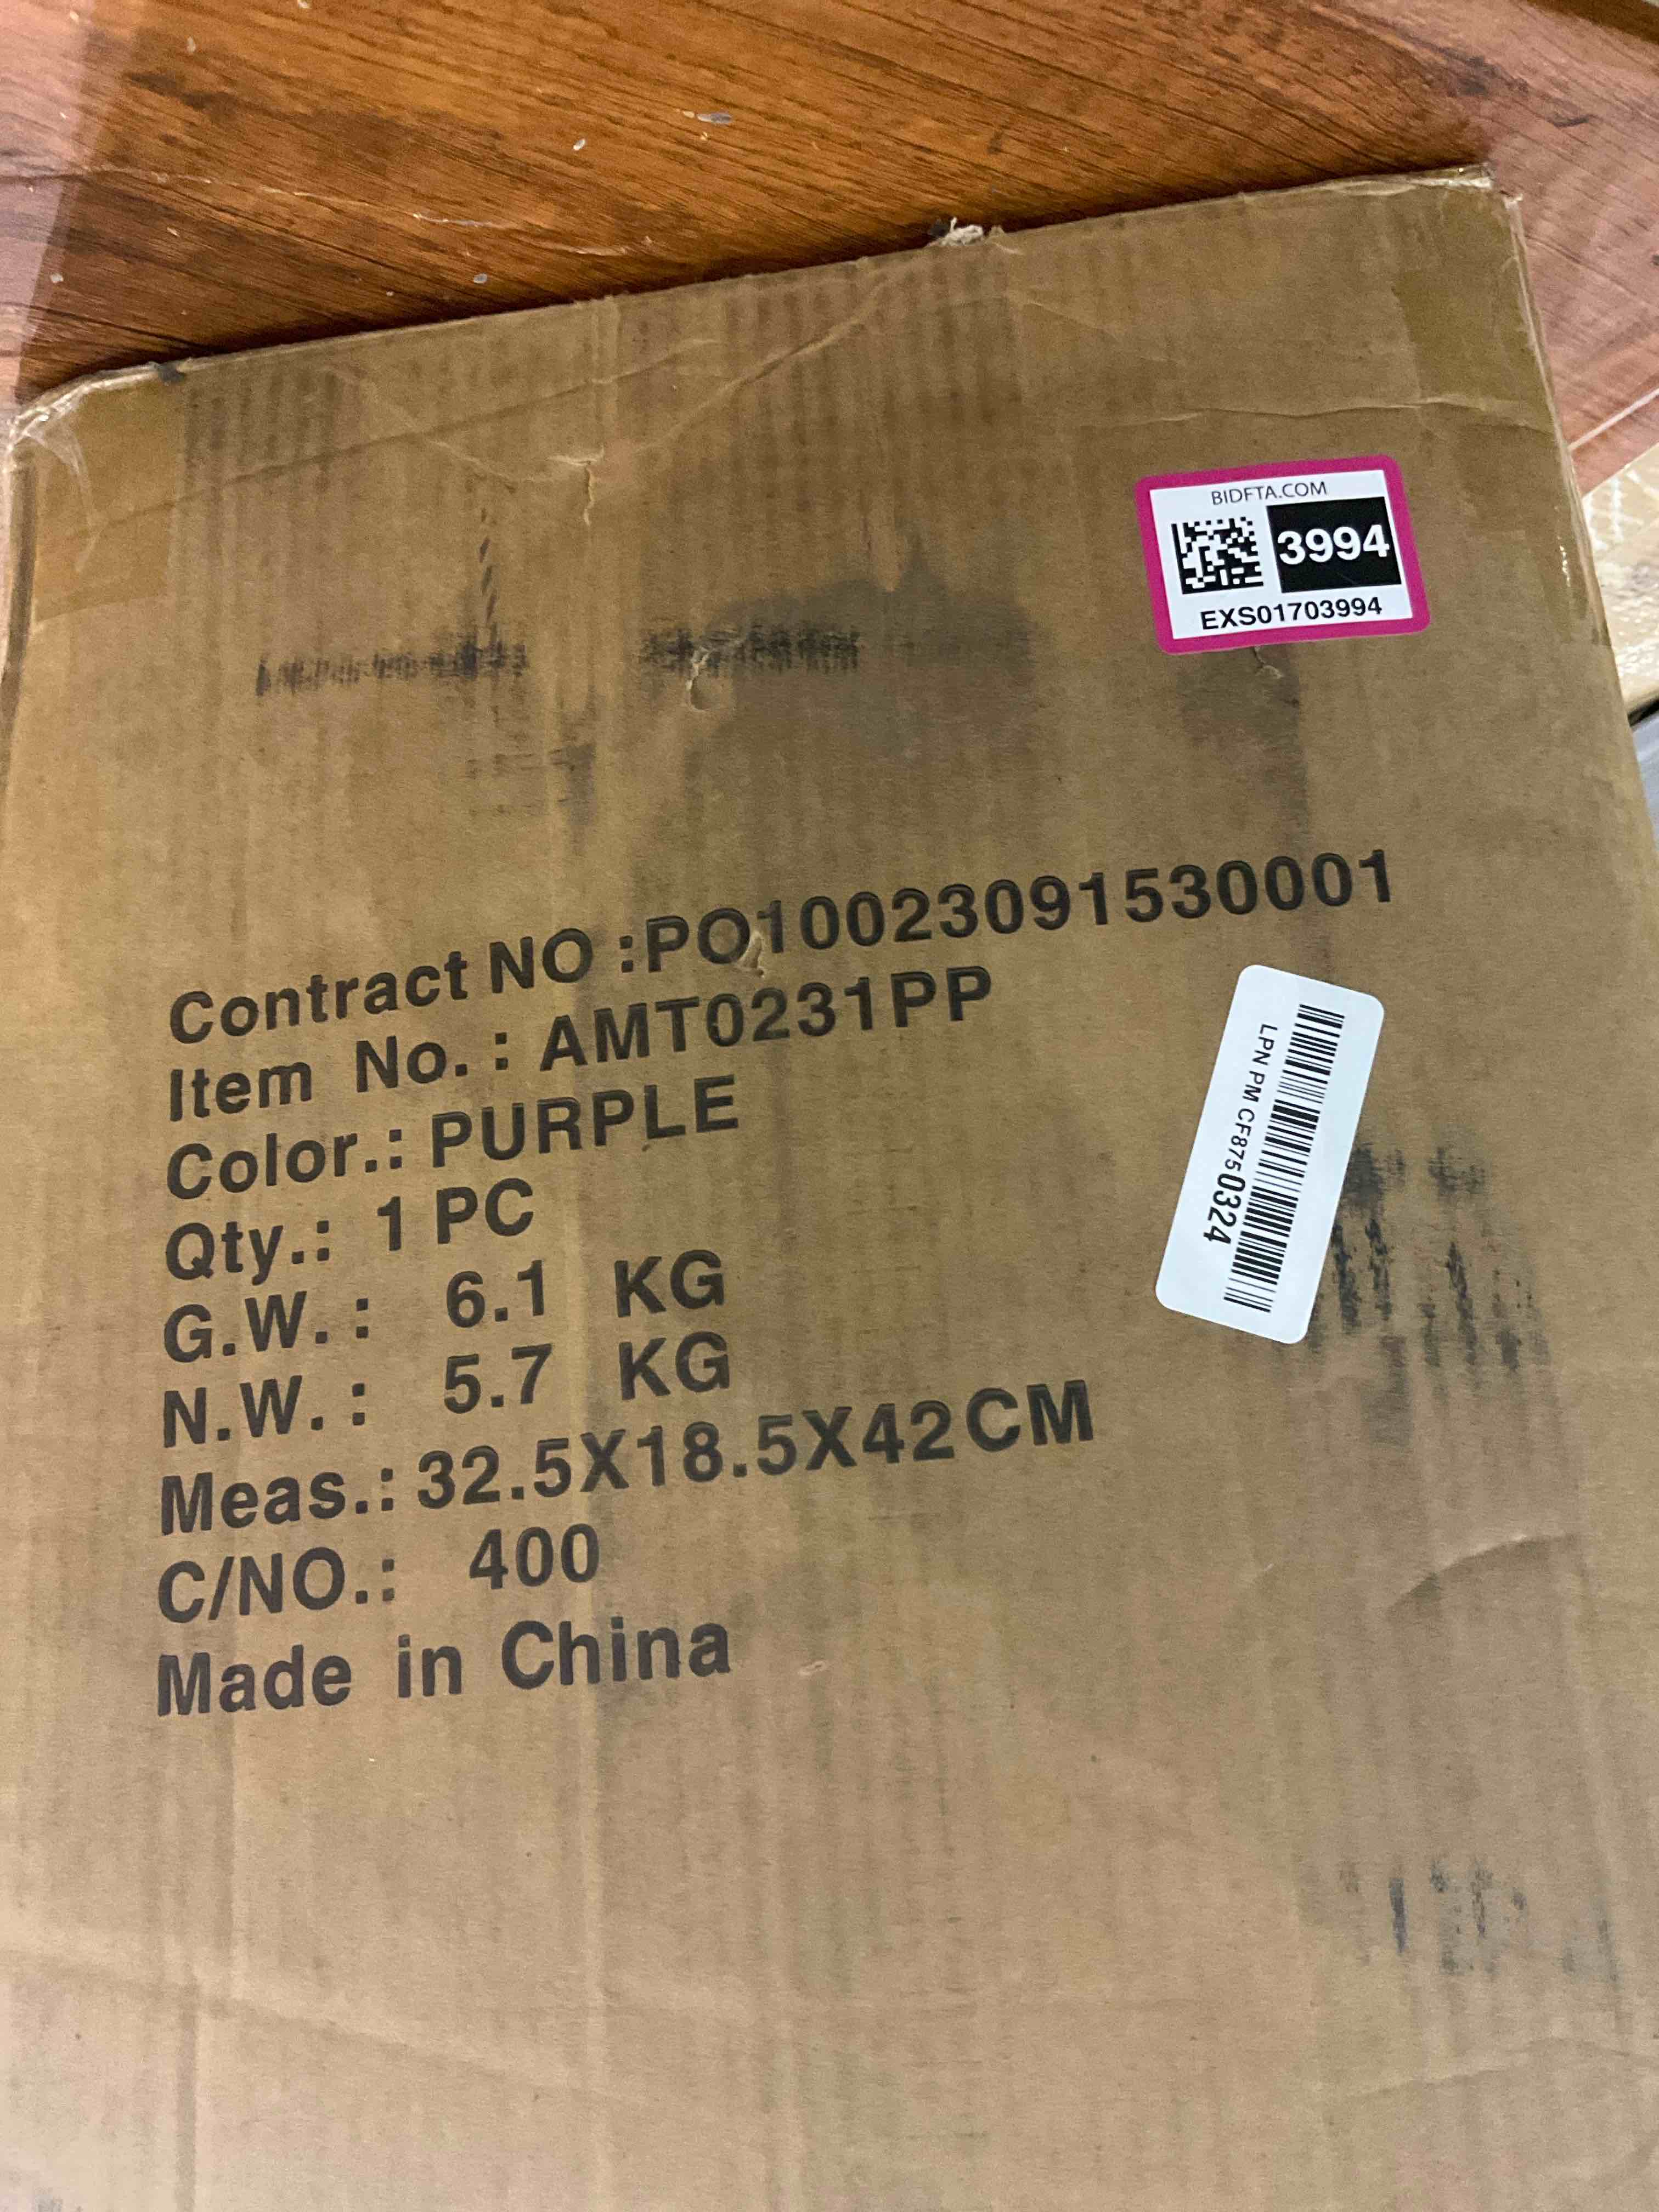 BIDFTA.COM
3994
EXS01703994
Contract NO :PO10023091530001
Item No. : AMT0231PP
Color.: PURPLE
Qty.: 1 PC
G.W. : 6.1 KG
N.W. : 5.7 KG
Meas.: 32.5X18.5X42CM
C/NO.: 400
Made in China
LPN PM CF8750324